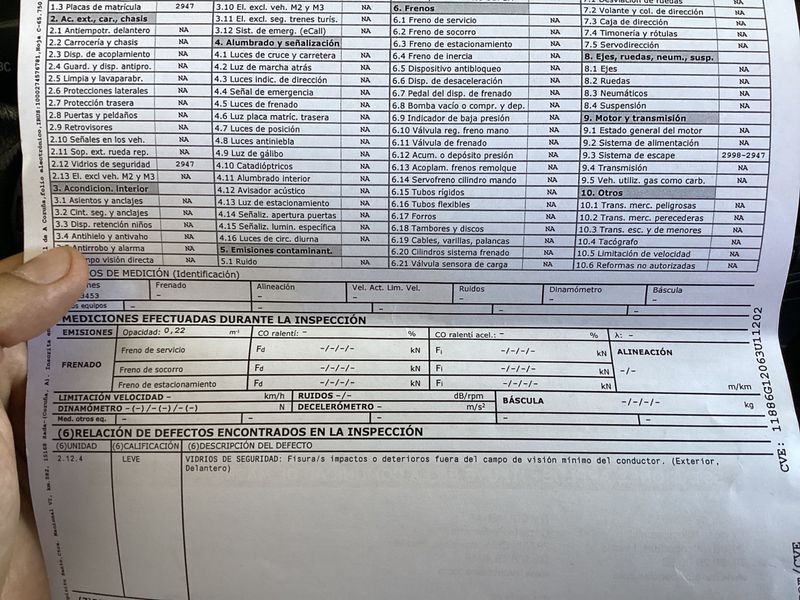 1.3 Placas de matrícula 2947
2. Ac. ext., car., chasis
2.1 Antiempotr. delantero NA
2.2 Carrocería y chasis NA
2.3 Disp. de acoplamiento NA
2.4 Guard. y disp. antipro. NA
2.5 Limpia y lavaparabr. NA
2.6 Protecciones laterales NA
2.7 Protección trasera NA
2.8 Puertas y peldaños NA
2.9 Retrovisores NA
2.10 Señales en los veh. NA
2.11 Sop. ext. rueda rep. NA
2.12 Vidrios de seguridad 2947
2.13 El. excl veh. M2 y M3 NA
3. Acondicion. Interior
3.1 Asientos y anclajes NA
3.2 Cint. seg. y anclajes NA
3.3 Disp. retención niños NA
3.4 Antihielo y antivaho NA
Antirrobo y alarma NA
visión directa NA
3.10 El. excl. veh. M2 y M3 NA
3.11 El. excl. seg. trenes turís. NA
3.12 Sist. de emerg. (eCall) NA
4. Alumbrado y señalización
4.1 Luces de cruce y carretera NA
4.2 Luz de marcha atrás NA
4.3 Luces indic. de dirección NA
4.4 Señal de emergencia NA
4.5 Luces de frenado NA
4.6 Luz placa matríc. trasera NA
4.7 Luces de posición NA
4.8 Luces antiniebla NA
4.9 Luz de gálibo NA
4.10 Catadióptricos NA
4.11 Alumbrado interior NA
4.12 Avisador acústico NA
4.13 Luz de estacionamiento NA
4.14 Señaliz. apertura puertas NA
4.15 Señaliz. lumin. específica NA
4.16 Luces de circ. diurna NA
5. Emisiones contaminant.
5.1 Ruido NA
6. Frenos
6.1 Freno de servicio NA
6.2 Freno de socorro NA
6.3 Freno de estacionamiento NA
6.4 Freno de inercia NA
6.5 Dispositivo antibloqueo NA
6.6 Disp. de desaceleración NA
6.7 Pedal del disp. de frenado NA
6.8 Bomba vacío o compr. y dep. NA
6.9 Indicador de baja presión NA
6.10 Válvula reg. freno mano NA
6.11 Válvula de frenado NA
6.12 Acum. o depósito presión NA
6.13 Acoplam. frenos remolque NA
6.14 Servofreno cilindro mando NA
6.15 Tubos rígidos NA
6.16 Tubos flexibles NA
6.17 Forros NA
6.18 Tambores y discos NA
6.19 Cables, varillas, palancas NA
6.20 Cilindros sistema frenado NA
6.21 Válvula sensora de carga NA
7.2 Volante y col. de dirección NA
7.3 Caja de dirección NA
7.4 Timonería y rótulas NA
7.5 Servodirección NA
8. Ejes, ruedas, neum., susp.
8.1 Ejes NA
8.2 Ruedas NA
8.3 Neumáticos NA
8.4 Suspensión NA
9. Motor y transmisión
9.1 Estado general del motor NA
9.2 Sistema de alimentación NA
9.3 Sistema de escape 2998-2947
9.4 Transmisión NA
9.5 Veh. utiliz. gas como carb. NA
10. Otros
10.1 Trans. merc. peligrosas NA
10.2 Trans. merc. perecederas NA
10.3 Trans. esc. y de menores NA
10.4 Tacógrafo NA
10.5 Limitación de velocidad NA
10.6 Reformas no autorizadas NA
OS DE MEDICIÓN (Identificación)
nes Frenado Alineación Vel. Act. Lim. Vel. Ruidos Dinamómetro Báscula
3453 – – – – – –
os equipos – – – – –
MEDICIONES EFECTUADAS DURANTE LA INSPECCIÓN
EMISIONES Opacidad: 0,22 m-¹ CO ralentí: – % CO ralentí acel.: – % λ: –
FRENADO Freno de servicio Fd -/-/-/- kN Fi -/-/-/- kN ALINEACIÓN
Freno de socorro Fd -/-/-/- kN Fi -/-/-/- kN -/-
Freno de estacionamiento Fd -/-/-/- kN Fi -/-/-/- kN m/km
LIMITACIÓN VELOCIDAD – km/h RUIDOS -/- dB/rpm BÁSCULA -/-/-/- kg
DINAMÓMETRO -(-)/(-)/(-) N DECELERÓMETRO – m/s²
Med. otros eq. – – – – –
(6)RELACIÓN DE DEFECTOS ENCONTRADOS EN LA INSPECCIÓN
(6)UNIDAD (6)CALIFICACIÓN (6)DESCRIPCIÓN DEL DEFECTO
2.12.4 LEVE VIDRIOS DE SEGURIDAD: Fisura/s impactos o deterioros fuera del campo de visión mínimo del conductor. (Exterior,
Delantero)
CVE: 11886G12063U11202